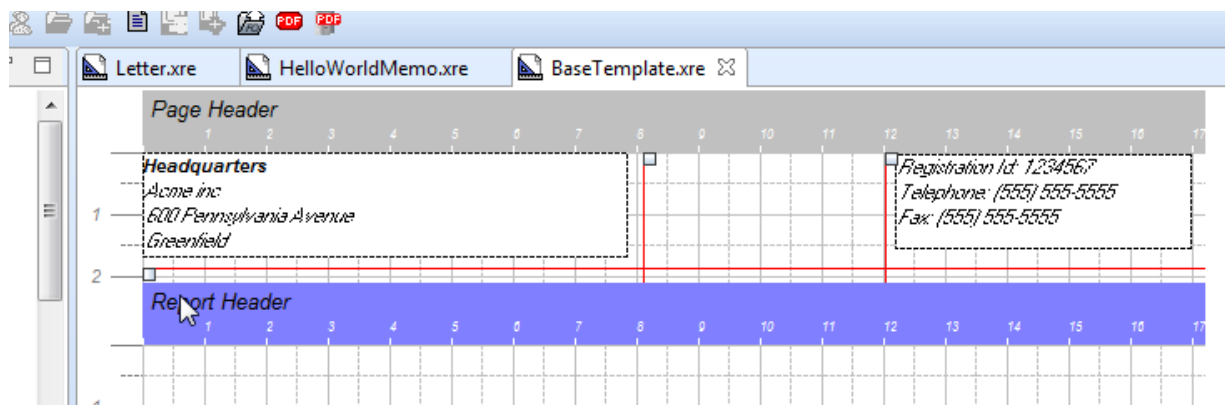 PDF PDF
Letter.xre HelloWorldMemo.xre BaseTemplate.xre
Page Header
1 2 3 4 5 6 7 8 9 10 11 12 13 14 15 16 17
Headquarters
Acme inc
600 Pennsylvania Avenue
Greenfield
Registration Id: 1234567
Telephone: (555) 555-5555
Fax: (555) 555-5555
1
2
Report Header
1 2 3 4 5 6 7 8 9 10 11 12 13 14 15 16 17